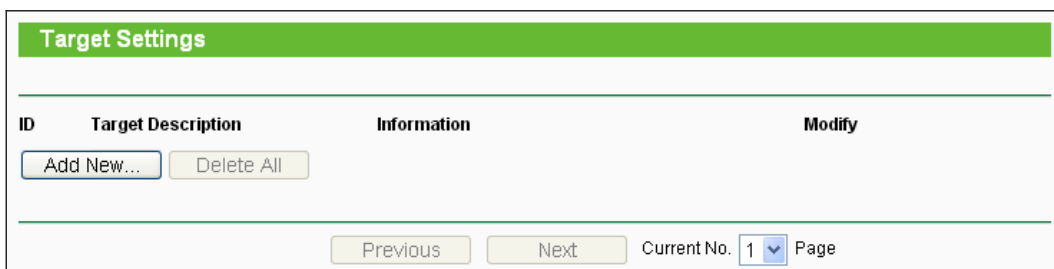 Target Settings
ID Target Description Information Modify
Add New... Delete All
Previous Next Current No. 1 Page